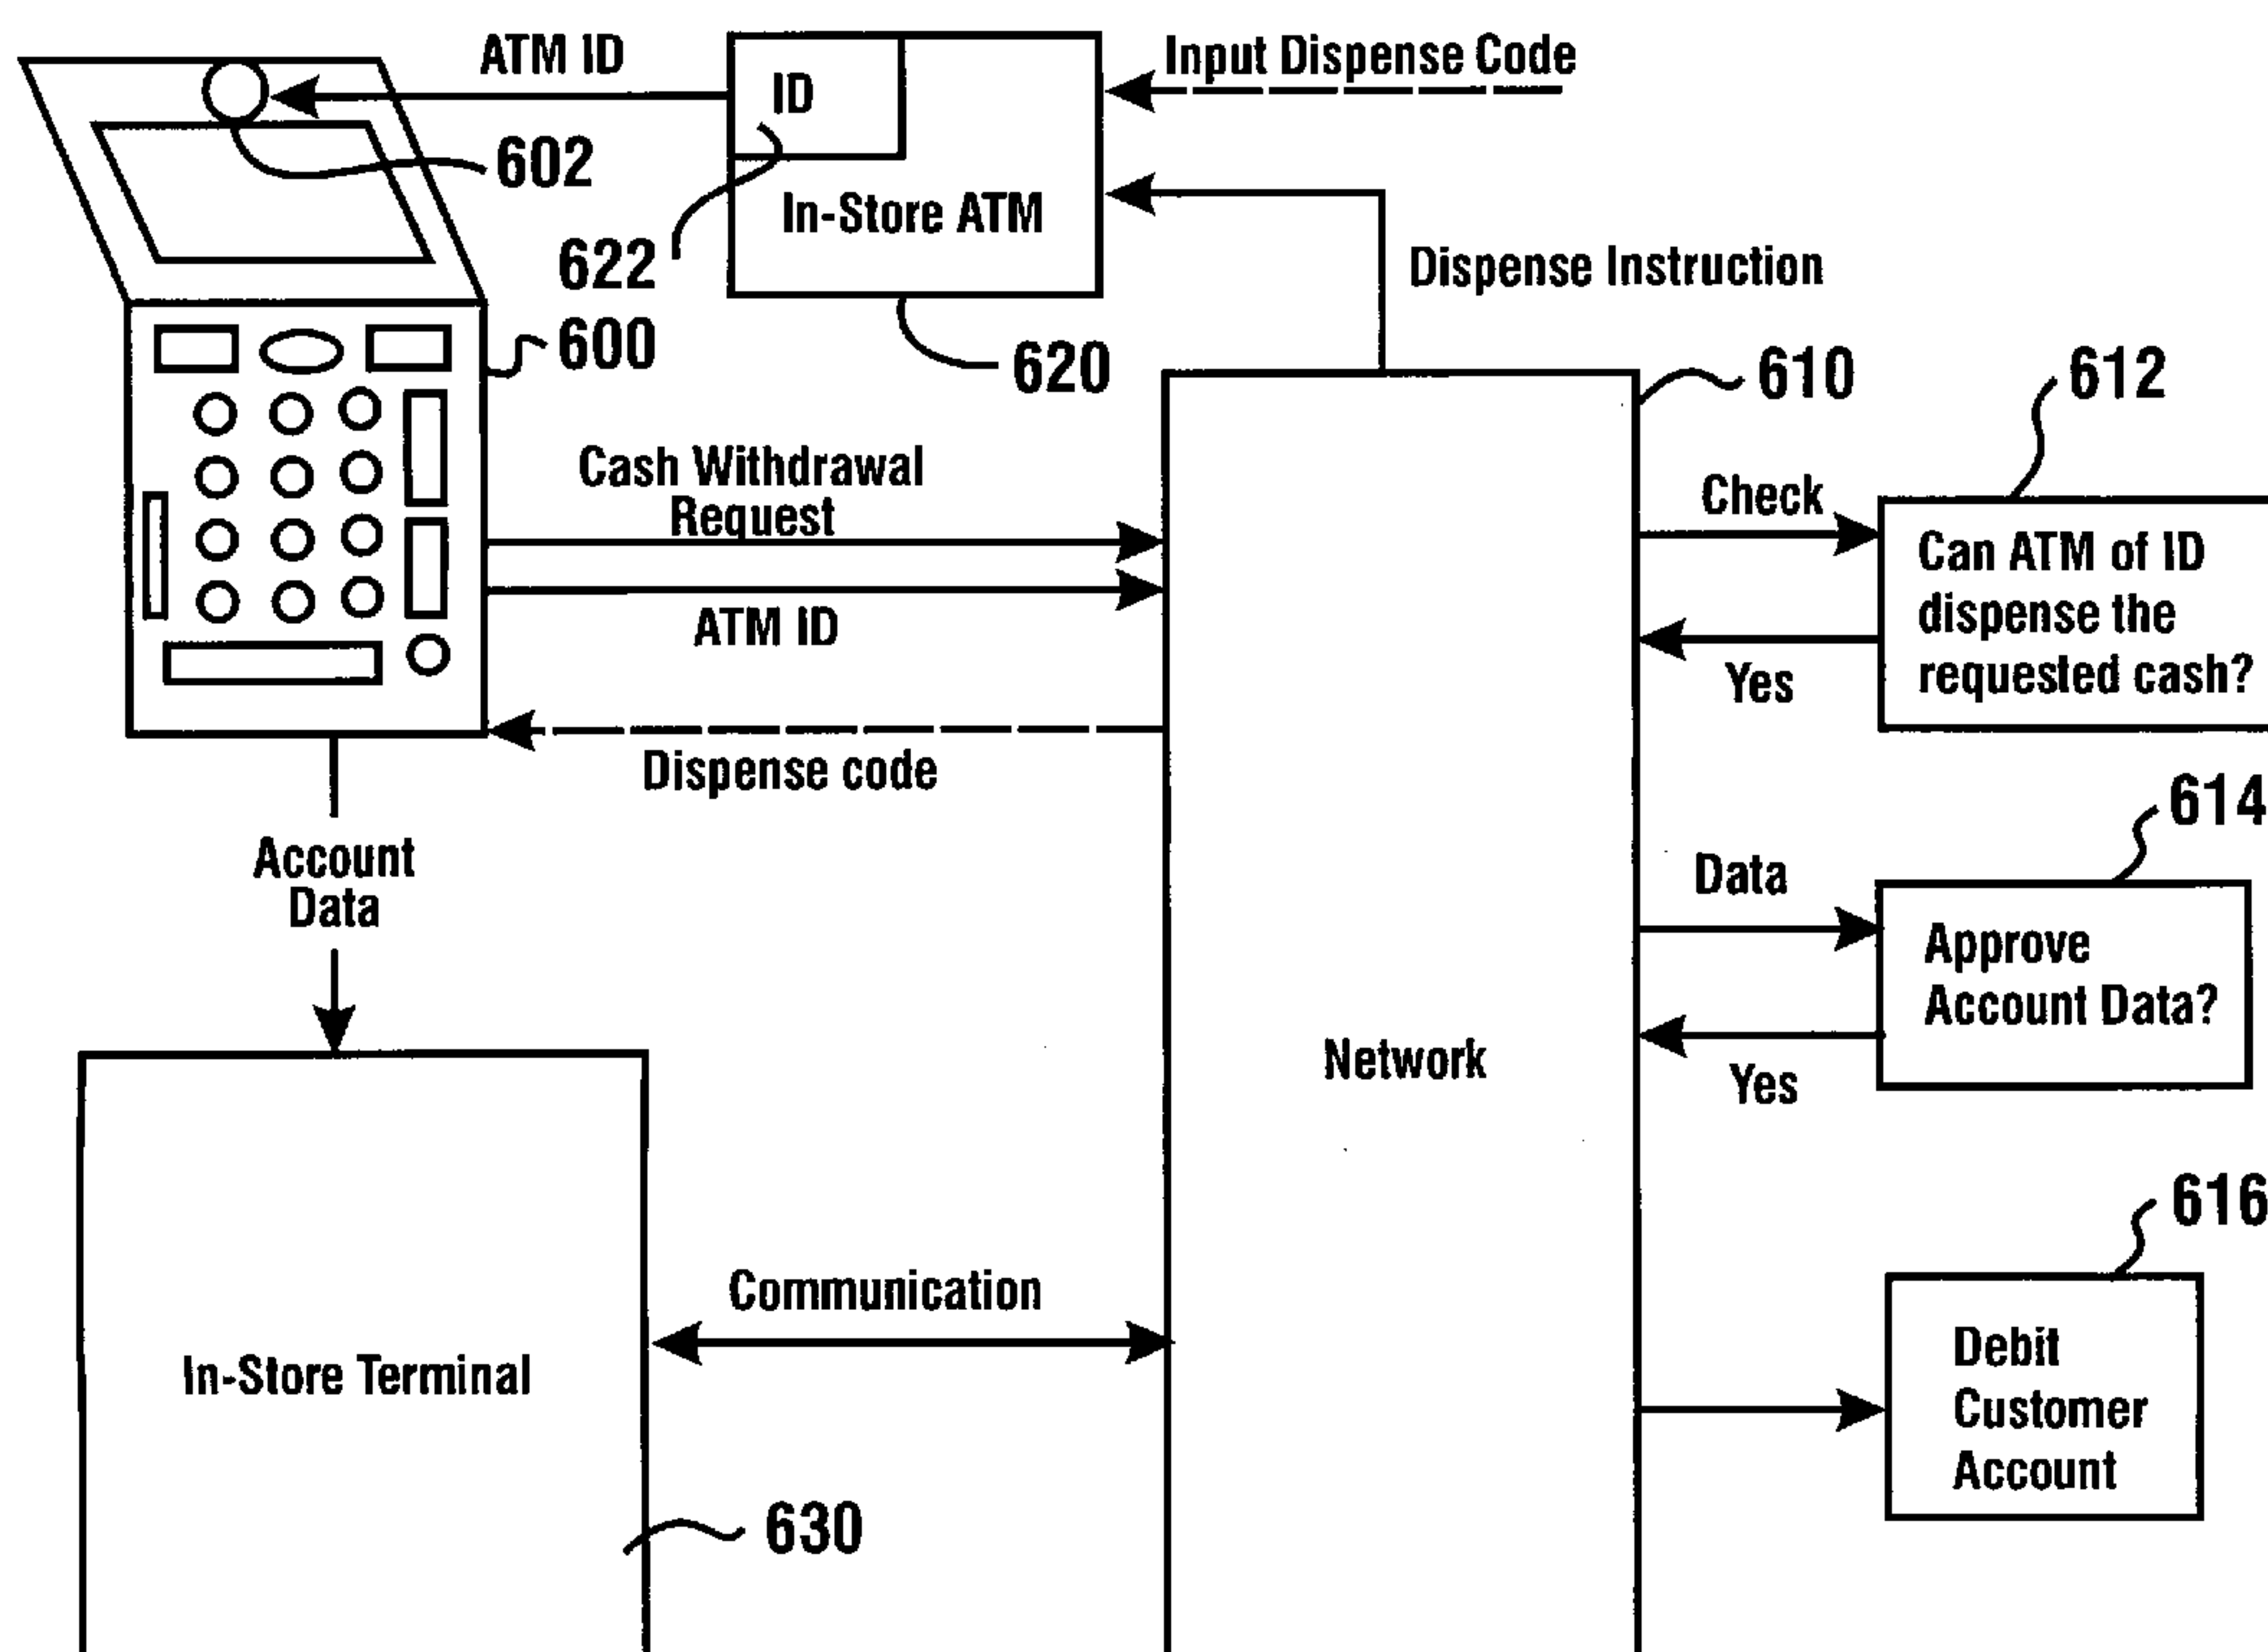 ATM ID
ID
Input Dispense Code
602
In-Store ATM
622
Dispense Instruction
600
620
610
612
Cash Withdrawal
Request
Check
Can ATM of ID
dispense the
requested cash?
ATM ID
Yes
Dispense code
614
Account
Data
Data
Approve
Account Data?
Network
Yes
616
Communication
In-Store Terminal
Debit
Customer
Account
630